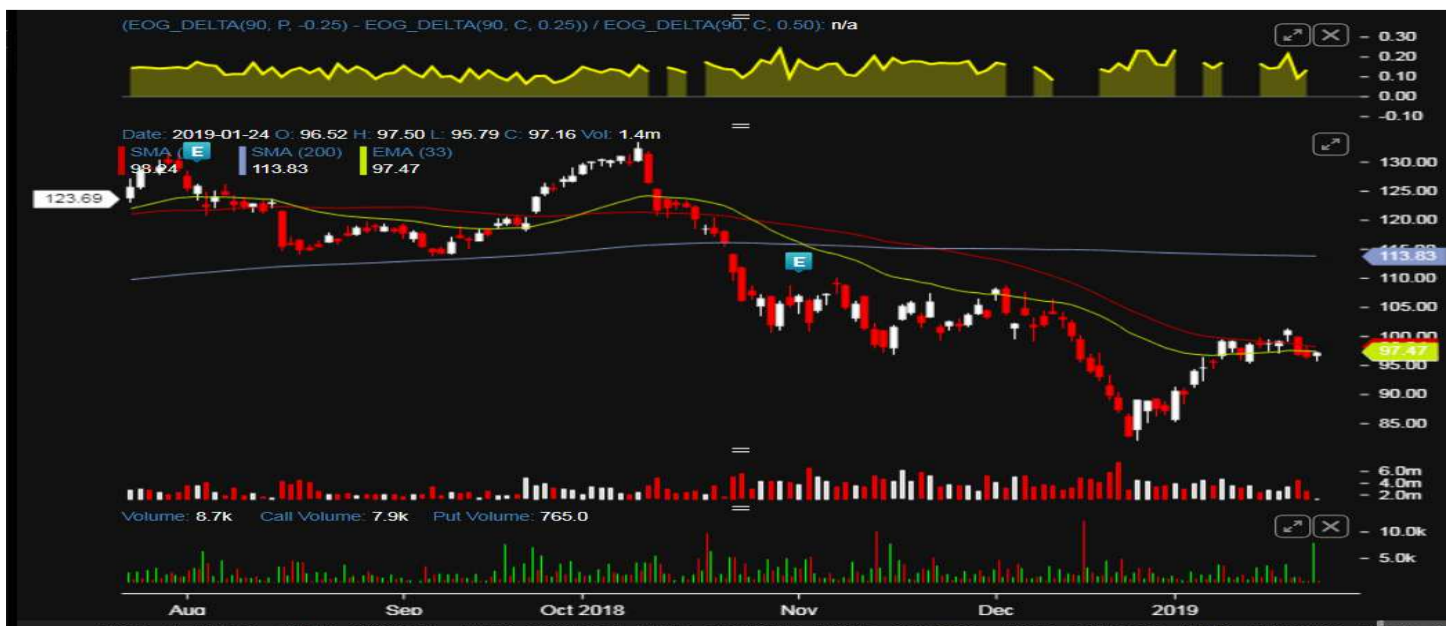 (EOG_DELTA(90, P, -0.25) - EOG_DELTA(90, C, 0.25)) / EOG_DELTA(90, C, 0.50): n/a
0.30
0.20
0.10
0.00
-0.10
Date: 2019-01-24 O: 96.52 H: 97.50 L: 95.79 C: 97.16 Vol: 1.4m
SMA ( E SMA (200) EMA (33)
98.24 113.83 97.47
130.00
125.00
123.69
120.00
115.00
113.83
110.00
E
105.00
100.00
97.47
95.00
90.00
85.00
6.0m
4.0m
2.0m
Volume: 8.7k Call Volume: 7.9k Put Volume: 765.0
10.0k
5.0k
Aug Sep Oct 2018 Nov Dec 2019